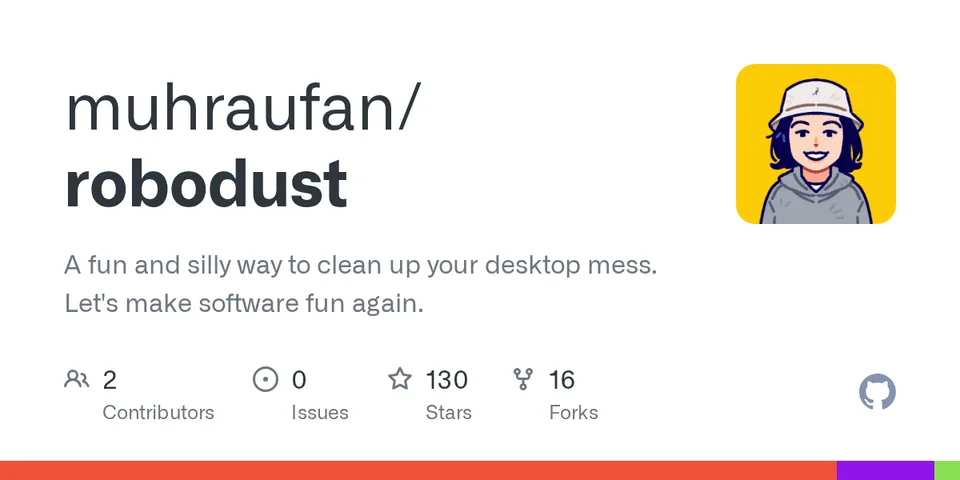 muhraufan/
robodust
A fun and silly way to clean up your desktop mess.
Let's make software fun again.
2
Contributors
0
Issues
130
Stars
16
Forks